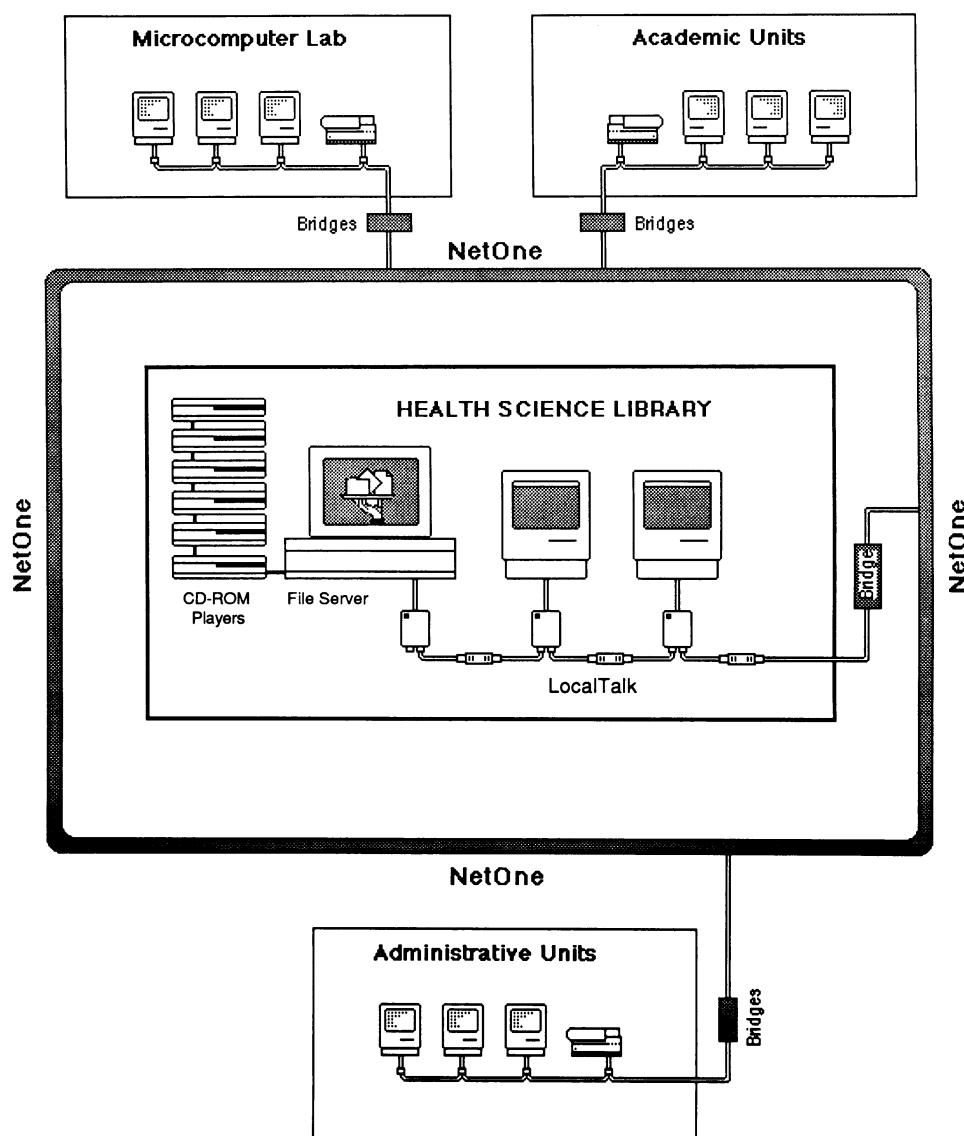 Microcomputer Lab
Academic Units
Bridges
Bridges
NetOne
HEALTH SCIENCE LIBRARY
NetOne
NetOne
Bridge
CD-ROM
Players
File Server
LocalTalk
NetOne
Administrative Units
Bridges